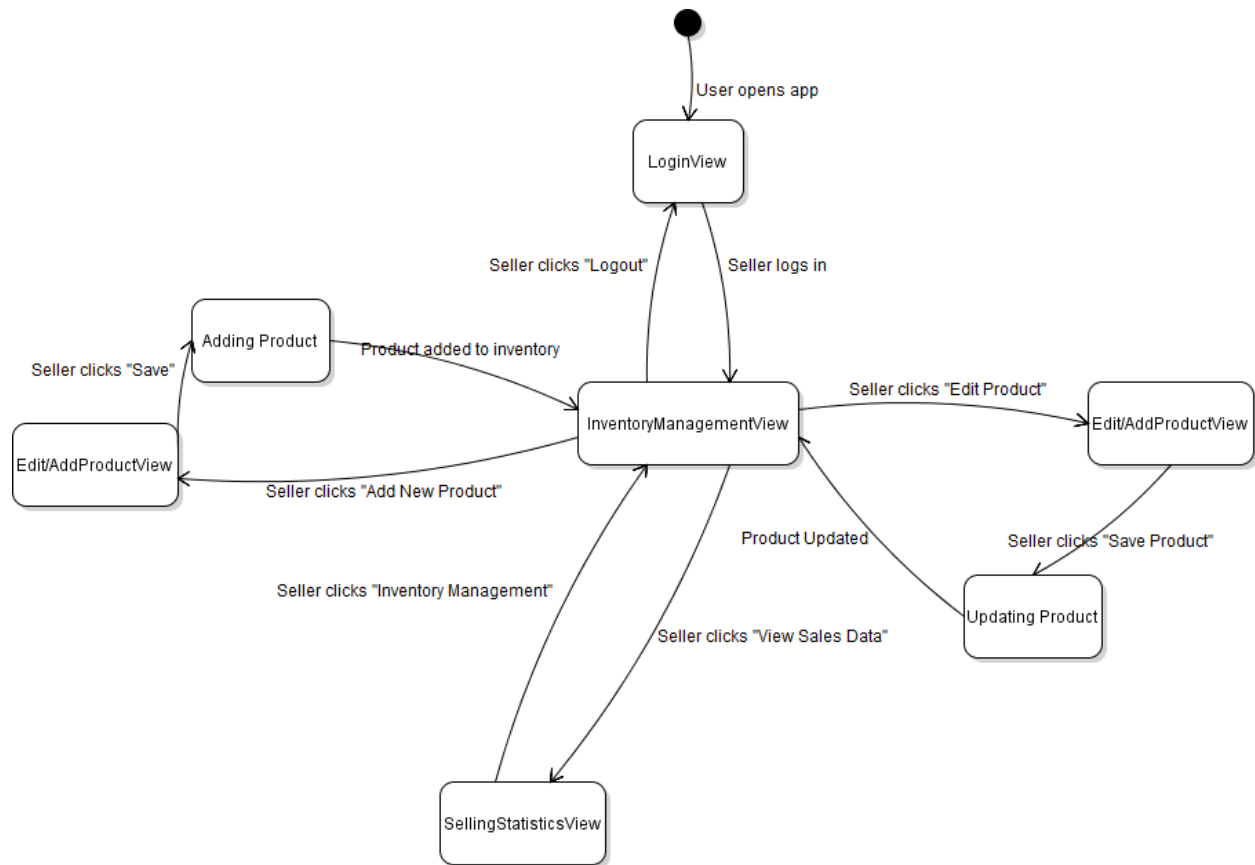 User opens app
LoginView
Seller clicks "Logout"
Seller logs in
Adding Product
Product added to inventory
Seller clicks "Save"
InventoryManagementView
Seller clicks "Edit Product"
Edit/AddProductView
Edit/AddProductView
Seller clicks "Add New Product"
Product Updated
Seller clicks "Save Product"
Seller clicks "Inventory Management"
Updating Product
Seller clicks "View Sales Data"
SellingStatisticsView